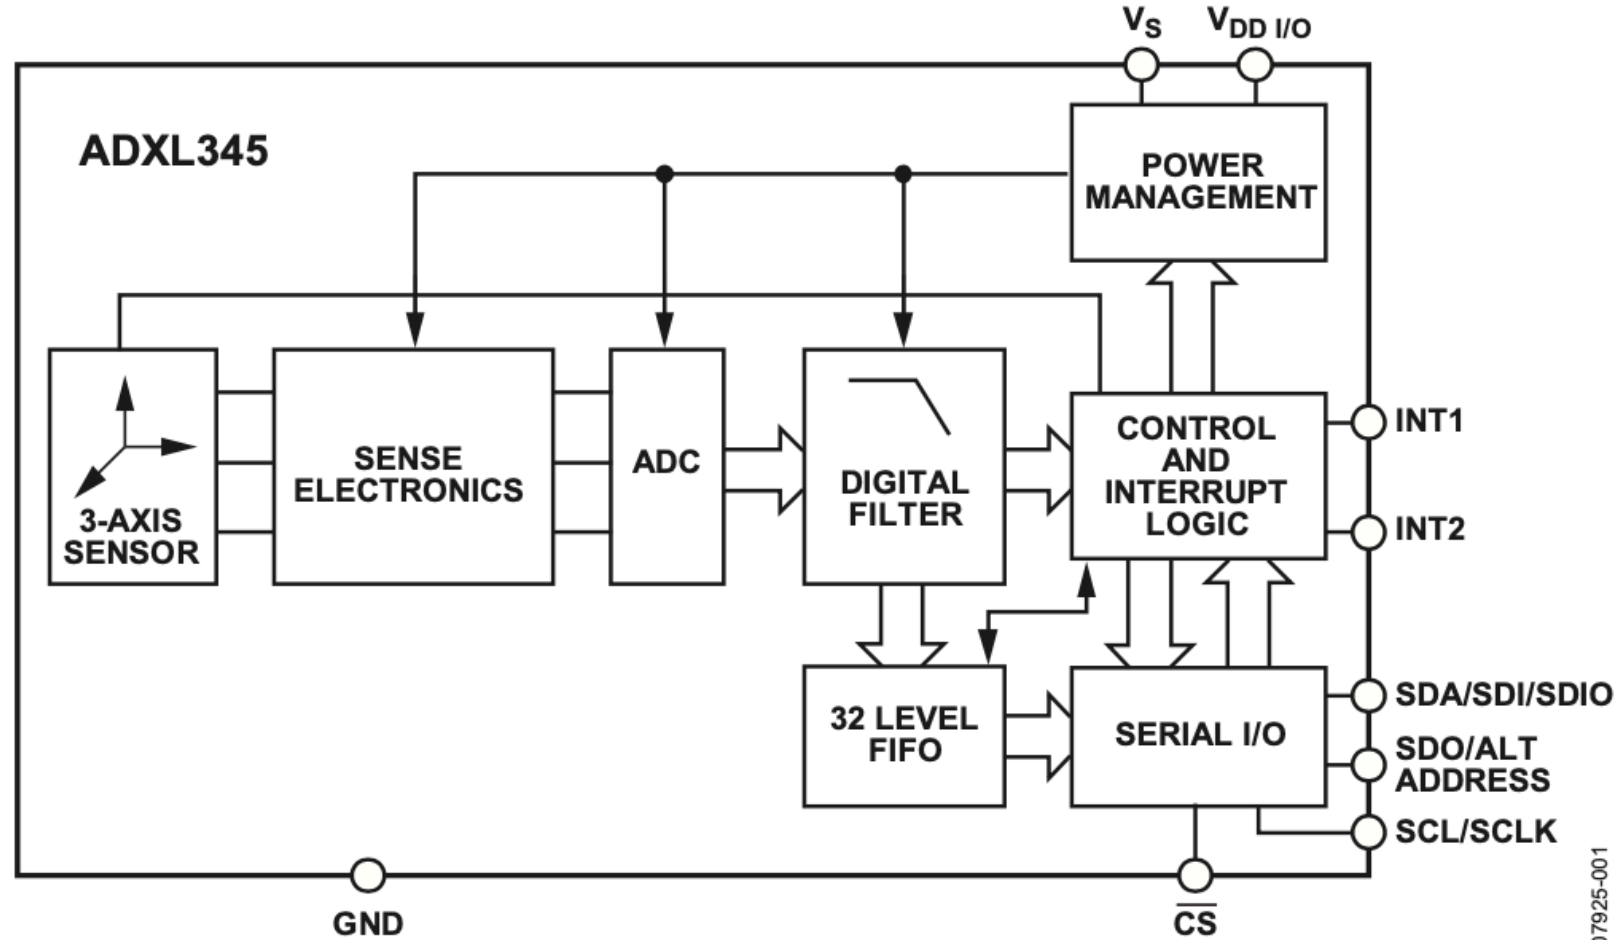 VS
VDD I/O
ADXL345
POWER
MANAGEMENT
3-AXIS
SENSOR
SENSE
ELECTRONICS
ADC
DIGITAL
FILTER
CONTROL
AND
INTERRUPT
LOGIC
INT1
INT2
32 LEVEL
FIFO
SERIAL I/O
SDA/SDI/SDIO
SDO/ALT
ADDRESS
SCL/SCLK
GND
CS
07925-001